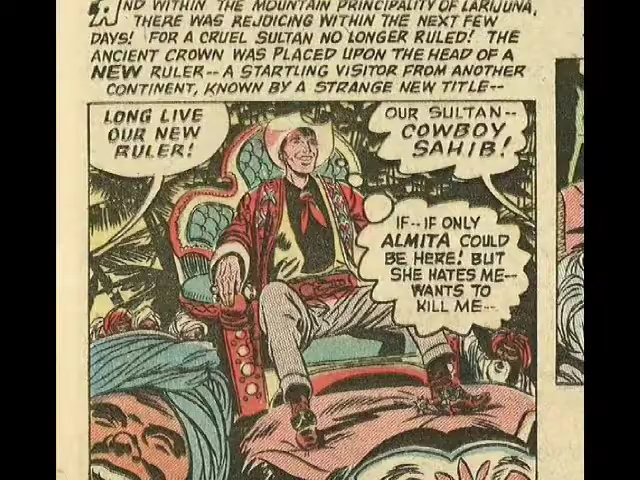 AND WITHIN THE MOUNTAIN PRINCIPALITY OF LARIJUNA,
THERE WAS REJOICING WITHIN THE NEXT FEW
DAYS! FOR A CRUEL SULTAN NO LONGER RULED! THE
ANCIENT CROWN WAS PLACED UPON THE HEAD OF A
NEW RULER-- A STARTLING VISITOR FROM ANOTHER
CONTINENT, KNOWN BY A STRANGE NEW TITLE--
LONG LIVE
OUR NEW
RULER!
OUR SULTAN--
COWBOY
SAHIB!
IF-- IF ONLY
ALMITA COULD
BE HERE! BUT
SHE HATES ME--
WANTS TO
KILL ME--